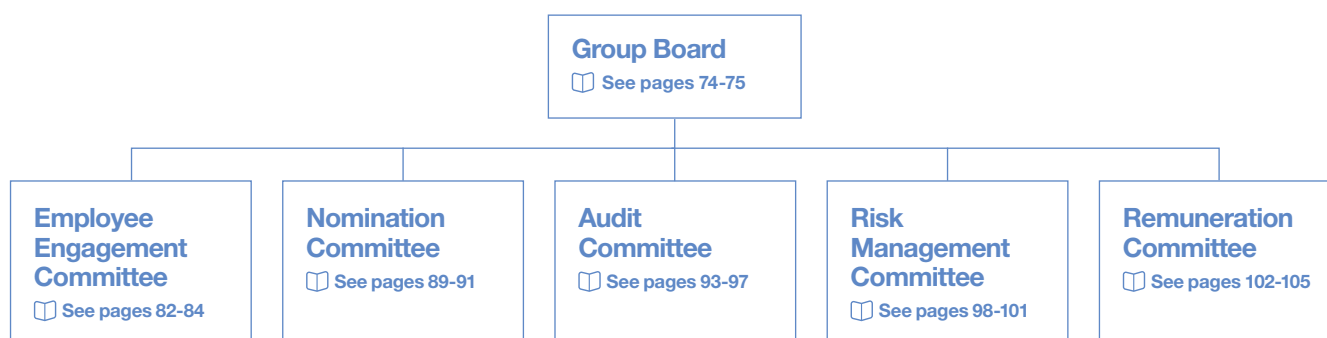 Group Board
See pages 74-75
Employee
Engagement
Committee
See pages 82-84
Nomination
Committee
See pages 89-91
Audit
Committee
See pages 93-97
Risk
Management
Committee
See pages 98-101
Remuneration
Committee
See pages 102-105